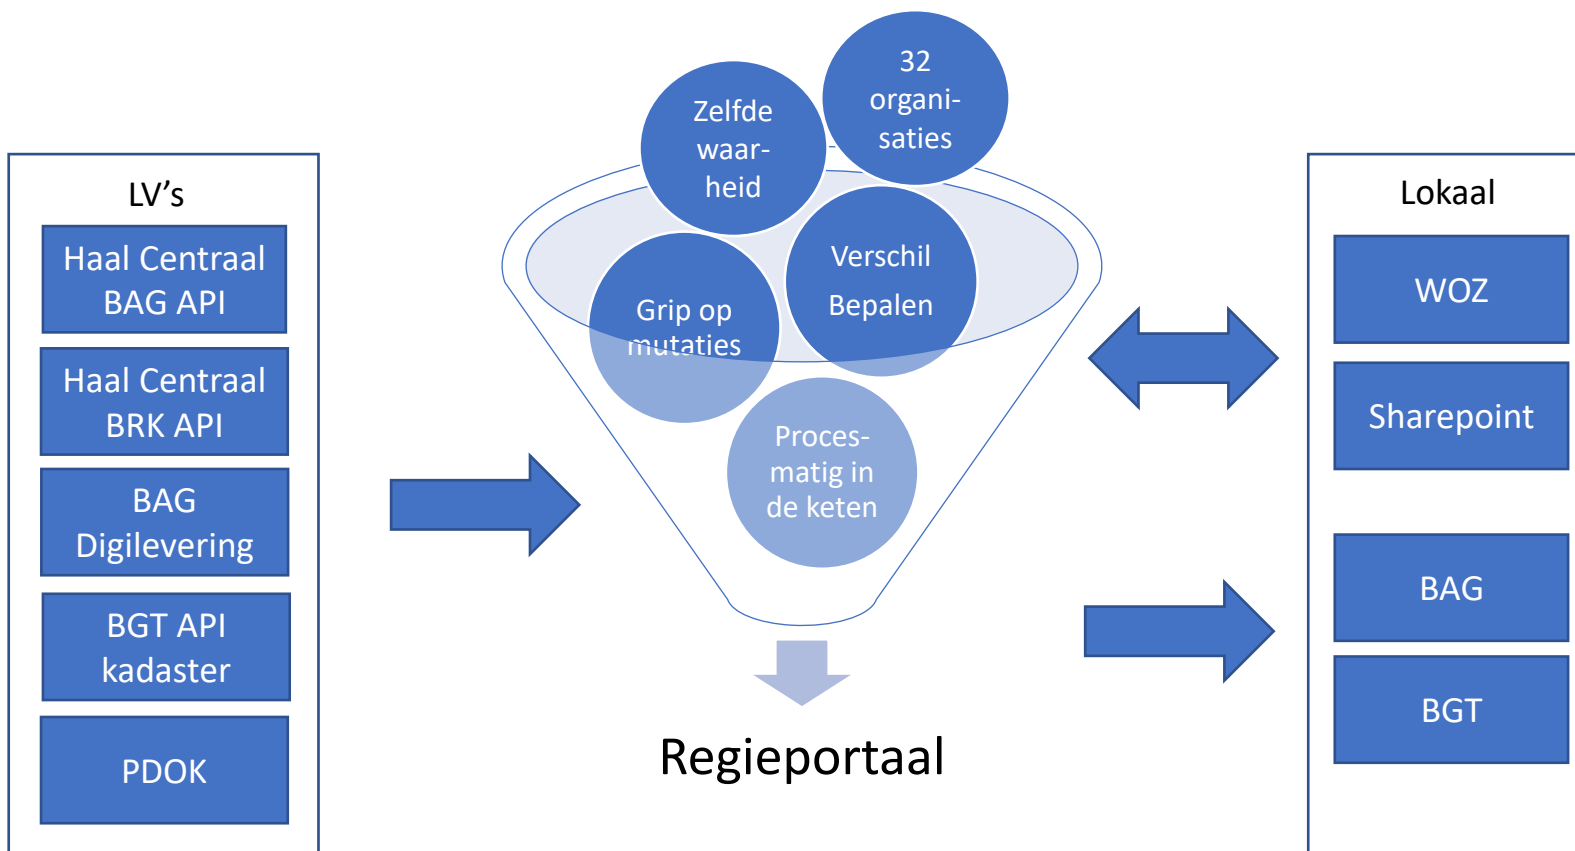 LV's
Haal Centraal
BAG API
Haal Centraal
BRK API
BAG
Digilevering
BGT API
kadaster
PDOK
32
organi-
saties
Zelfde
waar-
heid
Verschil
Bepalen
Grip op
mutaties
Proces-
matig in
de keten
Regieportaal
Lokaal
WOZ
Sharepoint
BAG
BGT